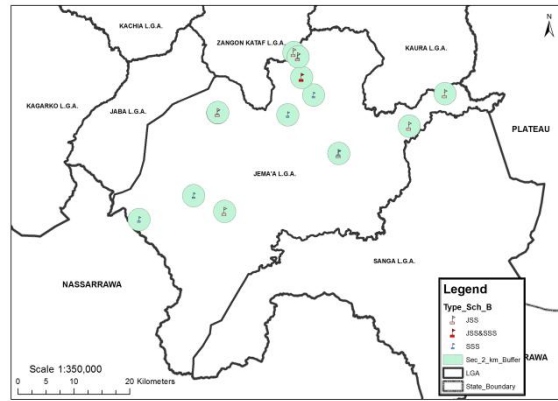 KACHIA L.G.A.
ZANGON KATAF L.G.A.
N
KAURA L.G.A.
KAGARKO L.G.A.
JABA L.G.A.
PLATEAU
JEMA'A L.G.A.
SANGA L.G.A.
NASSARRAWA
Legend
Type_Sch_B
JSS
JSS&SSS
SSS
Sec_2_km_Buffer
LGA
State_Boundary
RAWA
Scale 1:350,000
0 5 10 20 Kilometers